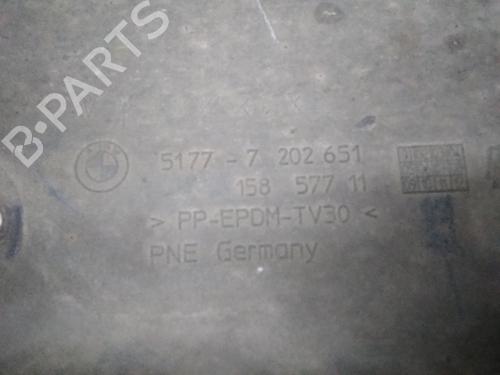 B-PARTS
5177 - 7 202 651
158 577 11
> PP-EPDM-TV30 <
PNE Germany